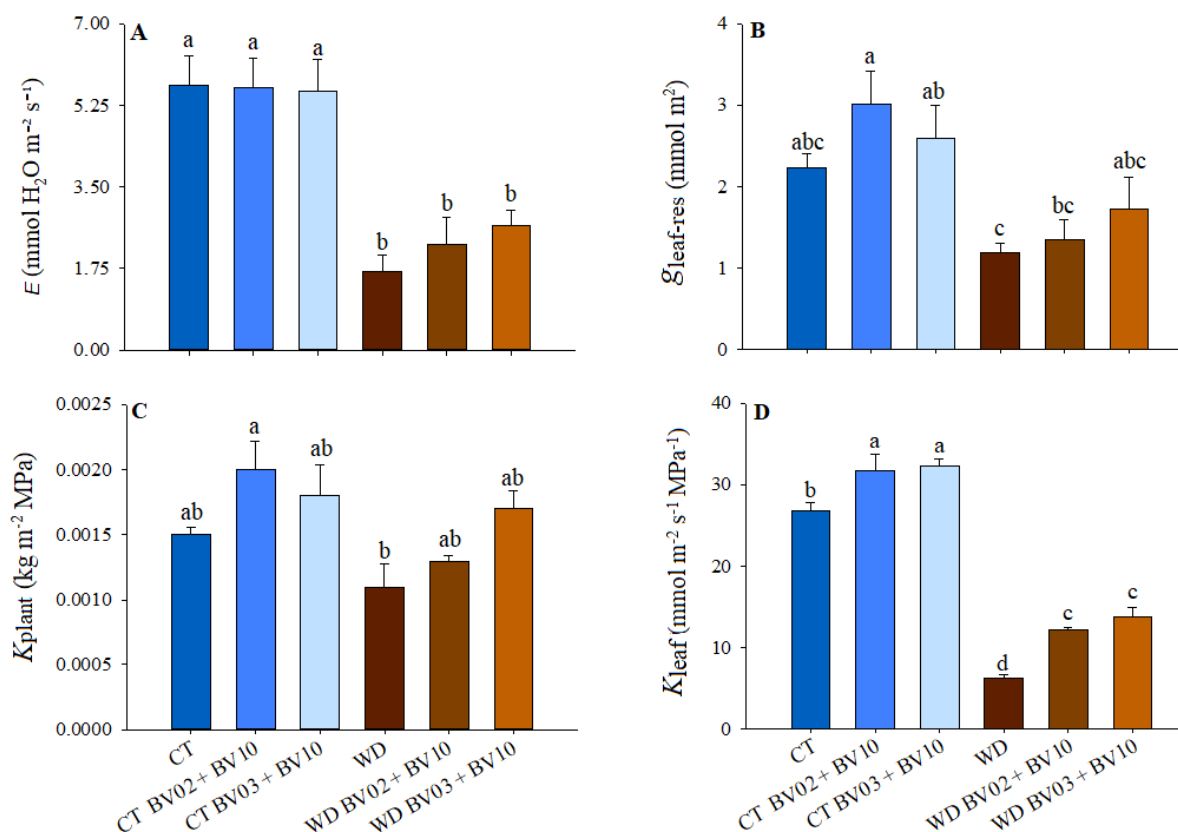 A
E (mmol H₂O m⁻² s⁻¹)
7.00
5.25
3.50
1.75
0.00
a
a
a
b
b
b
B
gleaf-res (mmol m²)
4
3
2
1
0
abc
a
ab
c
bc
abc
C
Kplant (kg m⁻² MPa)
0.0025
0.0020
0.0015
0.0010
0.0005
0.0000
ab
a
ab
b
ab
ab
CT
CT BV02 + BV10
CT BV03 + BV10
WD
WD BV02 + BV10
WD BV03 + BV10
D
Kleaf (mmol m⁻² s⁻¹ MPa⁻¹)
40
30
20
10
0
b
a
a
d
c
c
CT
CT BV02 + BV10
CT BV03 + BV10
WD
WD BV02 + BV10
WD BV03 + BV10